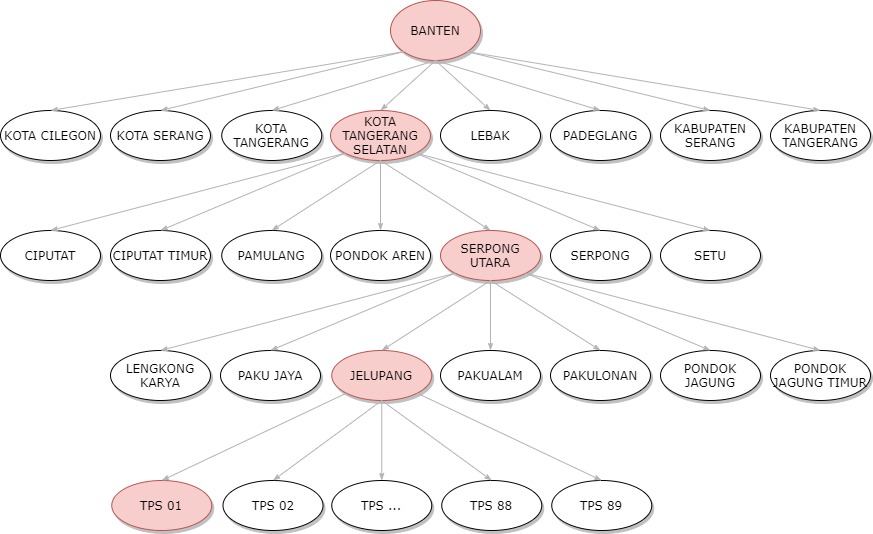 BANTEN
KOTA CILEGON
KOTA SERANG
KOTA
TANGERANG
KOTA
TANGERANG
SELATAN
LEBAK
PADEGLANG
KABUPATEN
SERANG
KABUPATEN
TANGERANG
CIPUTAT
CIPUTAT TIMUR
PAMULANG
PONDOK AREN
SERPONG
UTARA
SERPONG
SETU
LENGKONG
KARYA
PAKU JAYA
JELUPANG
PAKUALAM
PAKULONAN
PONDOK
JAGUNG
PONDOK
JAGUNG TIMUR
TPS 01
TPS 02
TPS ...
TPS 88
TPS 89